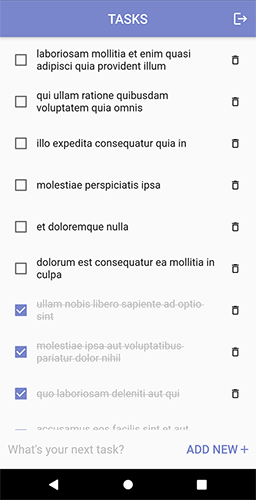 TASKS
laboriosam mollitia et enim quasi
adipisci quia provident illum
qui ullam ratione quibusdam
voluptatem quia omnis
illo expedita consequatur quia in
molestiae perspiciatis ipsa
et doloremque nulla
dolorum est consequatur ea mollitia in
culpa
ullam nobis libero sapiente ad optio
sint
molestiae ipsa aut voluptatibus
pariatur dolor nihil
quo laboriosam deleniti aut qui
accusamus eos facilis sint et aut
What's your next task?
ADD NEW +